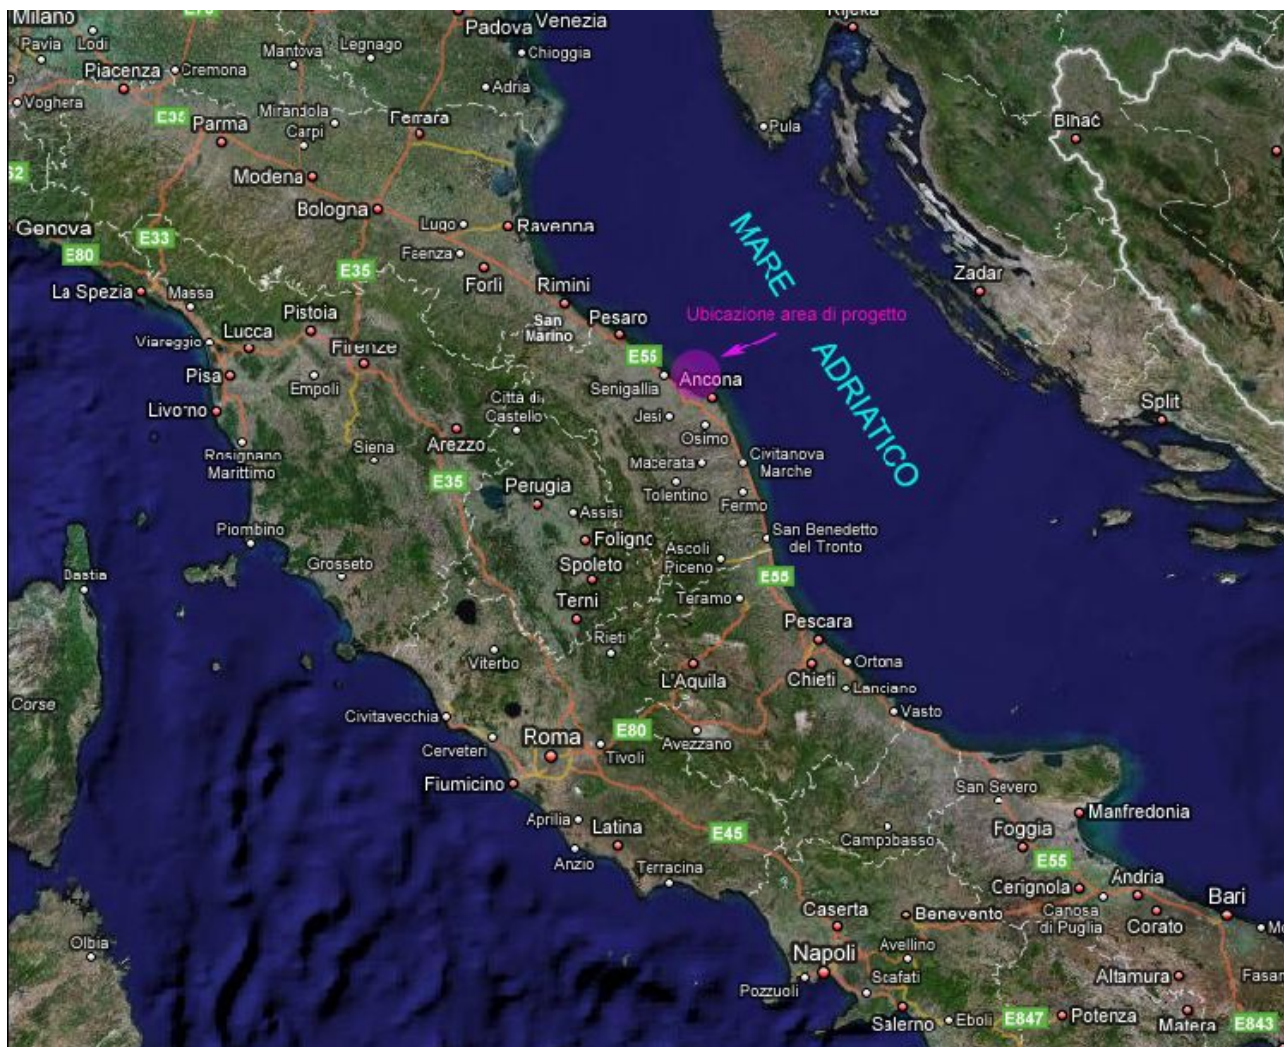 Milano
Venezia
Padova
Rijeka
Pavia
Lodi
Mantova
Legnago
Chioggia
Piacenza
Cremona
Adria
Voghera
E35
Mirandola
Carpi
Ferrara
Parma
Pula
Bihać
Modena
Bologna
Genova
E33
Lugo
Ravenna
E80
E35
Faenza
Forlì
Zadar
La Spezia
Massa
Rimini
Pistoia
San
Marino
Pesaro
Ubicazione area di progetto
MARE
ADRIATICO
Viareggio
Lucca
Firenze
E55
Pisa
Empoli
Senigallia
Ancona
Livorno
Città di
Castello
Jesi
Osimo
Split
Arezzo
Siena
Rosignano
Marittimo
Macerata
Civitanova
Marche
E35
Perugia
Tolentino
Fermo
Assisi
Piombino
Foligno
San Benedetto
del Tronto
Ascoli
Piceno
Grosseto
Spoleto
Bastia
E55
Terni
Teramo
Pescara
Rieti
Viterbo
Ortona
L'Aquila
Chieti
Lanciano
Corse
Civitavecchia
Vasto
Roma
E80
Avezzano
Cerveteri
Tivoli
Fiumicino
San Severo
Manfredonia
Aprilia
Latina
E45
Campobasso
Foggia
Anzio
Terracina
E55
Andria
Cerignola
Bari
Caserta
Benevento
Canosa
di Puglia
Corato
Olbia
Napoli
Avellino
Pozzuoli
Scafati
Altamura
Fasan
Salerno
Eboli
E847
Potenza
Matera
E843